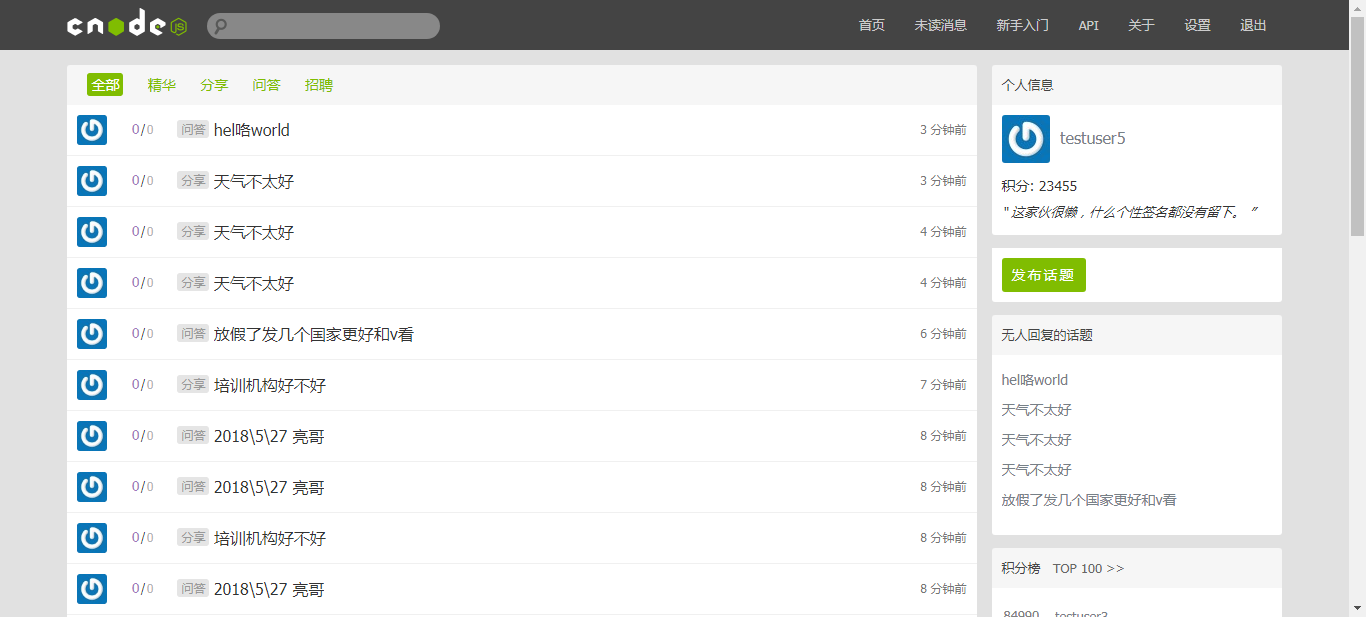 cnode JS
首页 未读消息 新手入门 API 关于 设置 退出
全部 精华 分享 问答 招聘
0/0 问答 hel咯world 3 分钟前
0/0 分享 天气不太好 3 分钟前
0/0 分享 天气不太好 4 分钟前
0/0 分享 天气不太好 4 分钟前
0/0 问答 放假了发几个国家更好和v看 6 分钟前
0/0 分享 培训机构好不好 7 分钟前
0/0 问答 2018\5\27 亮哥 8 分钟前
0/0 问答 2018\5\27 亮哥 8 分钟前
0/0 分享 培训机构好不好 8 分钟前
0/0 问答 2018\5\27 亮哥 8 分钟前
个人信息
testuser5
积分: 23455
" 这家伙很懒，什么个性签名都没有留下。 "
发布话题
无人回复的话题
hel咯world
天气不太好
天气不太好
天气不太好
放假了发几个国家更好和v看
积分榜 TOP 100 >>
84990 testuser3